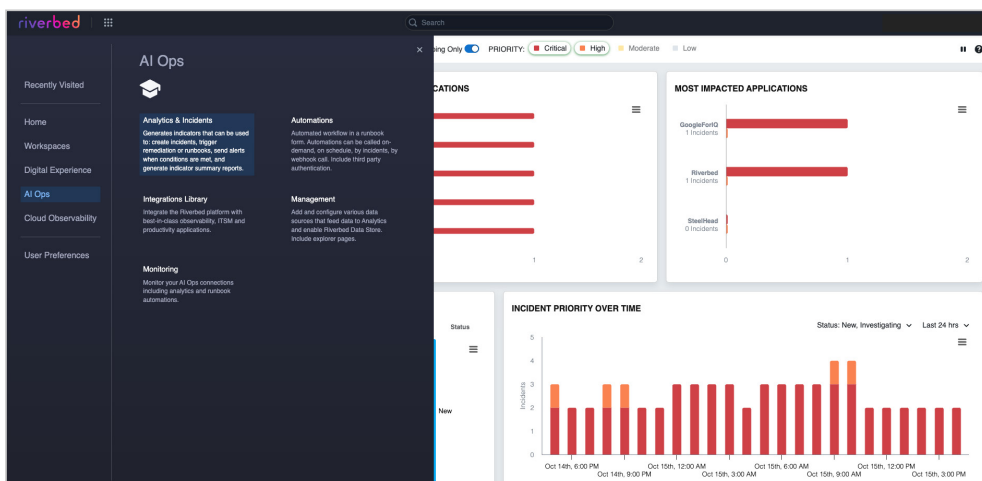 riverbed
Search
AI Ops
×
Recently Visited
Home
Workspaces
Digital Experience
AI Ops
Cloud Observability
User Preferences
Analytics & Incidents
Generates indicators that can be used
to: create incidents, trigger
remediation or runbooks, send alerts
when conditions are met, and
generate indicator summary reports.
Automations
Automated workflow in a runbook
form. Automations can be called on-
demand, on schedule, by incidents, by
webhook call. Include third party
authentication.
Integrations Library
Integrate the Riverbed platform with
best-in-class observability, ITSM and
productivity applications.
Management
Add and configure various data
sources that feed data to Analytics
and enable Riverbed Data Store.
Include explorer pages.
Monitoring
Monitor your AI Ops connections
including analytics and runbook
automations.
Only PRIORITY: Critical High Moderate Low
?
CATIONS
1
2
MOST IMPACTED APPLICATIONS
GoogleForIQ
1 Incidents
Riverbed
1 Incidents
SteelHead
0 Incidents
0
1
2
Status
New
INCIDENT PRIORITY OVER TIME
Status: New, Investigating Last 24 hrs
Incidents
5
4
3
2
1
0
Oct 14th, 6:00 PM
Oct 14th, 9:00 PM
Oct 15th, 12:00 AM
Oct 15th, 3:00 AM
Oct 15th, 6:00 AM
Oct 15th, 9:00 AM
Oct 15th, 12:00 PM
Oct 15th, 3:00 PM